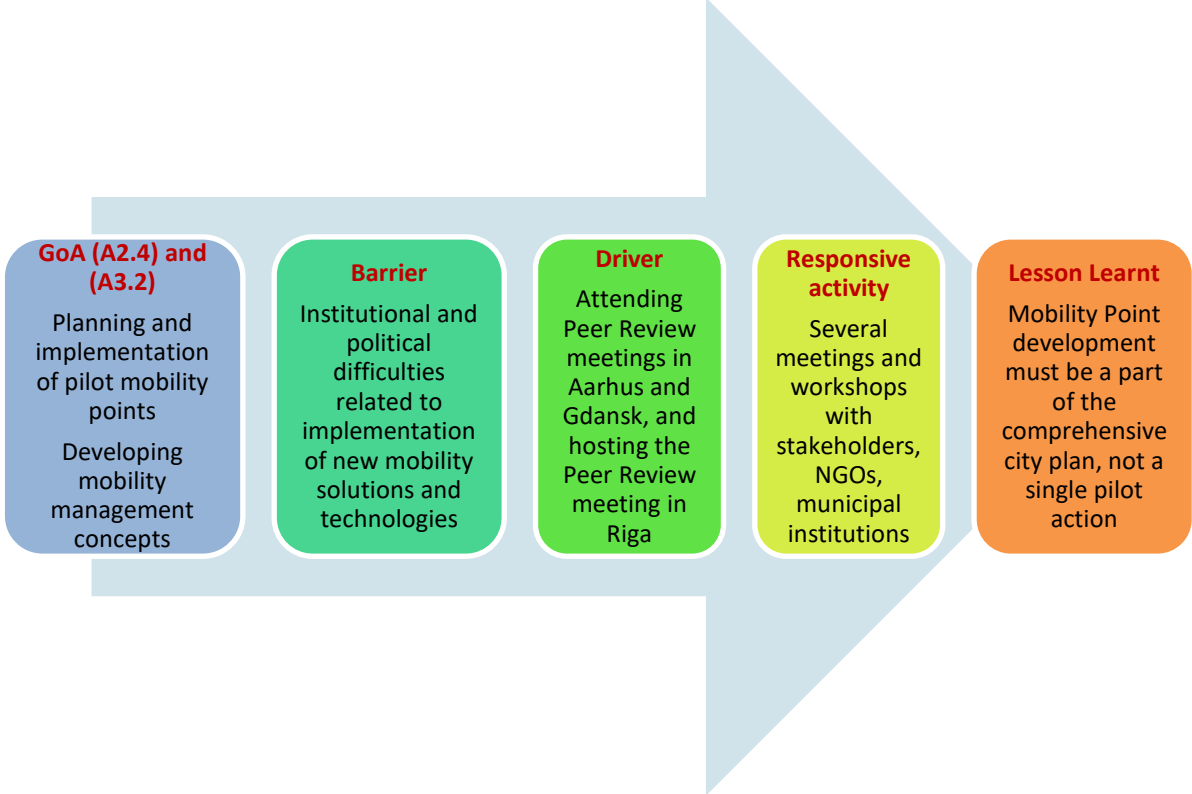 GoA (A2.4) and
(A3.2)
Planning and
implementation
of pilot mobility
points
Developing
mobility
management
concepts
Barrier
Institutional and
political
difficulties
related to
implementation
of new mobility
solutions and
technologies
Driver
Attending
Peer Review
meetings in
Aarhus and
Gdansk, and
hosting the
Peer Review
meeting in
Riga
Responsive
activity
Several
meetings and
workshops
with
stakeholders,
NGOs,
municipal
institutions
Lesson Learnt
Mobility Point
development
must be a part
of the
comprehensive
city plan, not a
single pilot
action